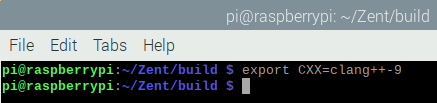 pi@raspberrypi: ~/Zent/build
File Edit Tabs Help
pi@raspberrypi:~/Zent/build $ export CXX=clang++-9
pi@raspberrypi:~/Zent/build $